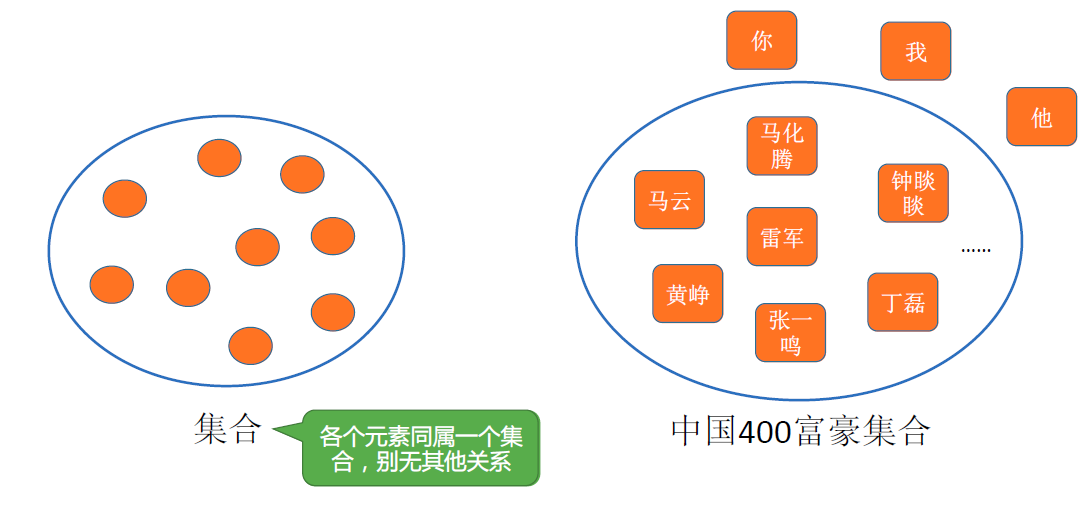 你
我
他
马化
腾
马云
钟睒
睒
雷军
……
黄峥
丁磊
张一
鸣
集合
各个元素同属一个集
合，别无其他关系
中国400富豪集合